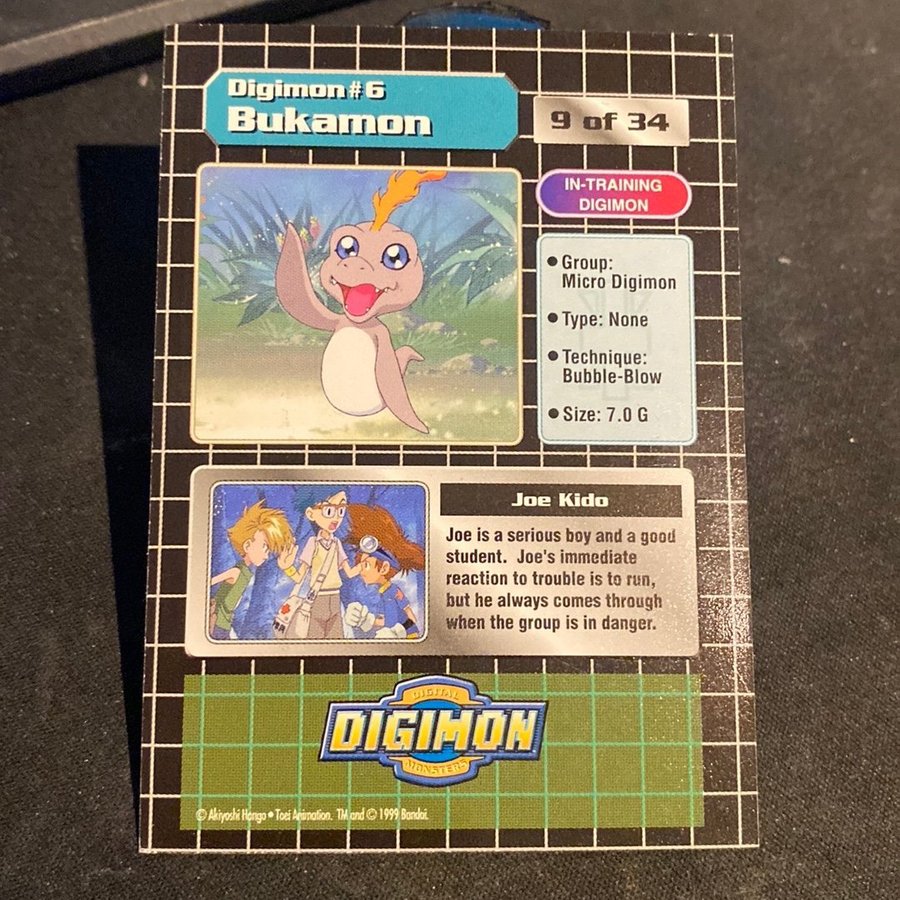 Digimon #6
Bukamon
9 of 34
IN-TRAINING
DIGIMON
• Group:
Micro Digimon
• Type: None
• Technique:
Bubble-Blow
• Size: 7.0 G
Joe Kido
Joe is a serious boy and a good
student. Joe's immediate
reaction to trouble is to run,
but he always comes through
when the group is in danger.
DIGITAL
DIGIMON
MONSTERS
© Akiyoshi Hongo • Toei Animation. TM and © 1999 Bandai.